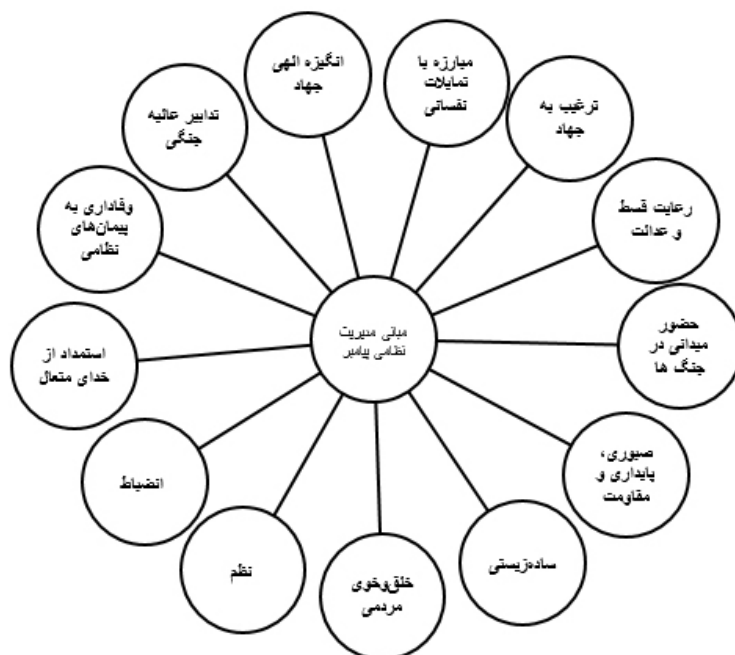 مبانی مدیریت
نظامی پیامبر
انگیزه الهی
جهاد
مبارزه با
تمایلات
نفسانی
ترغیب به
جهاد
رعایت قسط
و عدالت
حضور
میدانی در
جنگ ها
صبوری،
پایداری و
مقاومت
ساده‌زیستی
خلق‌وخوی
مردمی
نظم
انضباط
استمداد از
خدای متعال
وفاداری به
پیمان‌های
نظامی
تدابیر عالیه
جنگی